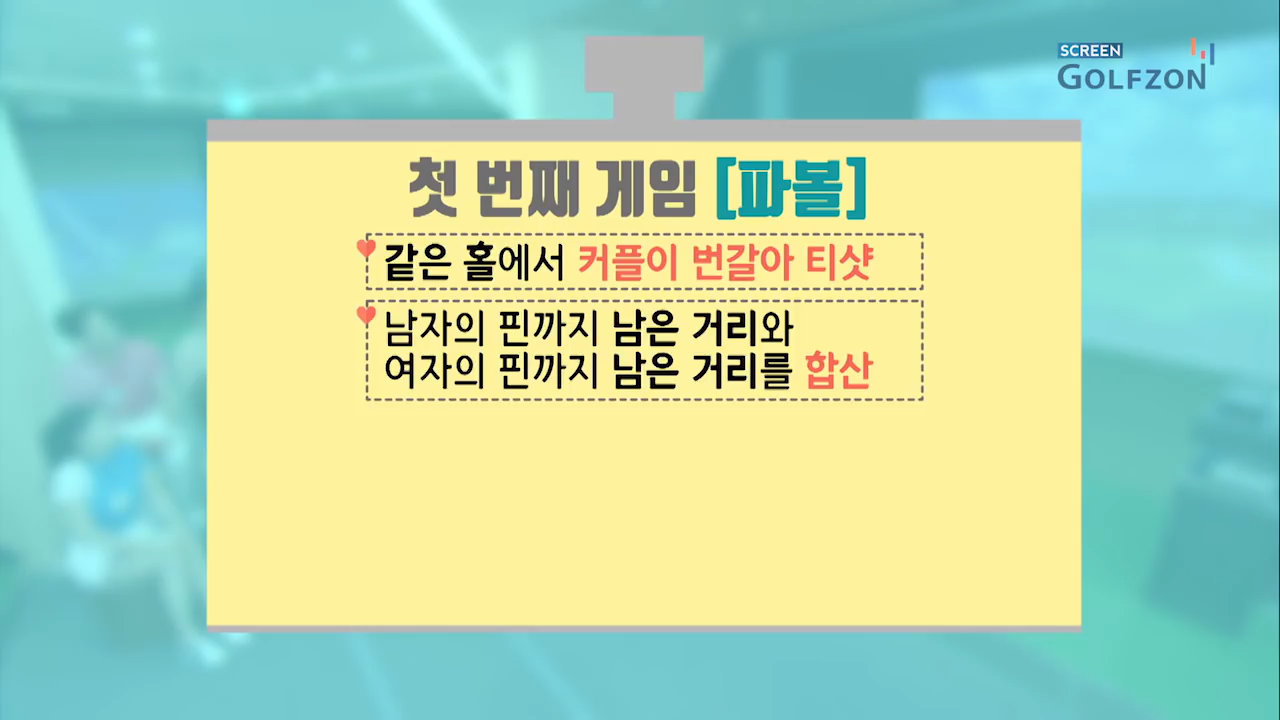 SCREEN
GOLFZON
첫 번째 게임 [파볼]
같은 홀에서 커플이 번갈아 티샷
남자의 핀까지 남은 거리와
여자의 핀까지 남은 거리를 합산